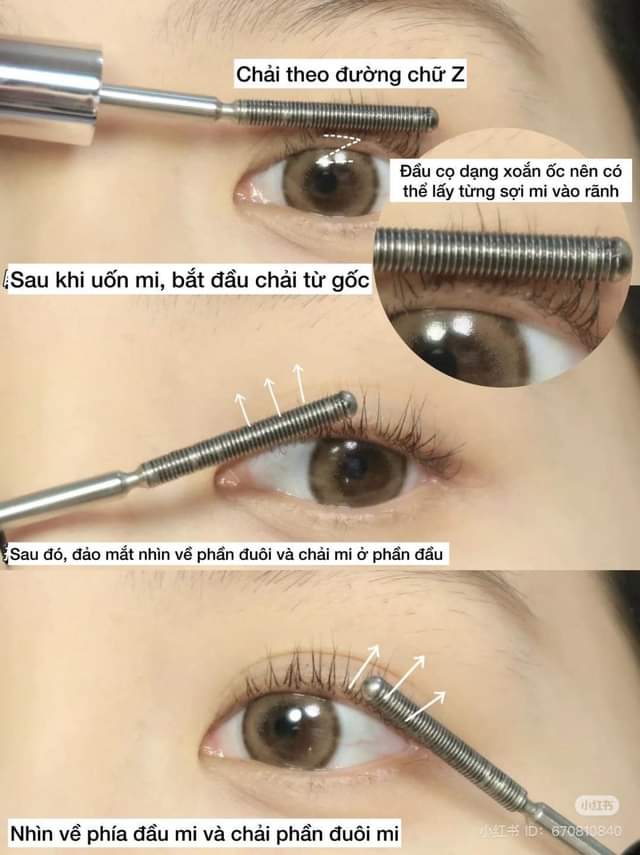 Chải theo đường chữ Z
Đầu cọ dạng xoắn ốc nên có
thể lấy từng sợi mi vào rãnh
Sau khi uốn mi, bắt đầu chải từ gốc
Sau đó, đảo mắt nhìn về phần đuôi và chải mi ở phần đầu
Nhìn về phía đầu mi và chải phần đuôi mi
小红书
小红书 ID: 670810840